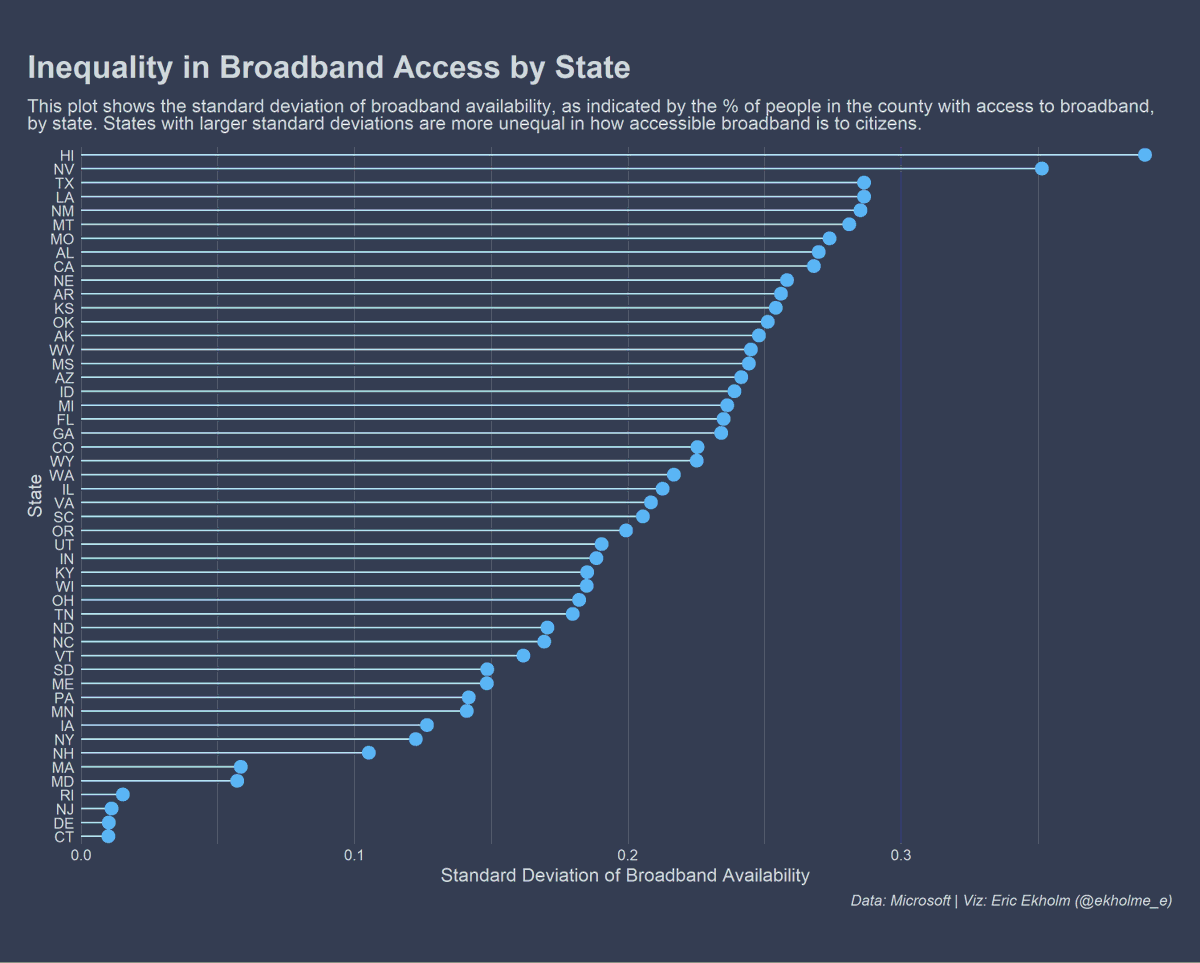 Inequality in Broadband Access by State
This plot shows the standard deviation of broadband availability, as indicated by the % of people in the county with access to broadband,
by state. States with larger standard deviations are more unequal in how accessible broadband is to citizens.
HI
NV
TX
LA
NM
MT
MO
AL
CA
NE
AR
KS
OK
AK
WV
MS
AZ
ID
MI
FL
GA
CO
WY
WA
IL
VA
SC
OR
UT
IN
KY
WI
OH
TN
ND
NC
VT
SD
ME
PA
MN
IA
NY
NH
MA
MD
RI
NJ
DE
CT
State
0.0 0.1 0.2 0.3
Standard Deviation of Broadband Availability
Data: Microsoft | Viz: Eric Ekholm (@ekholme_e)